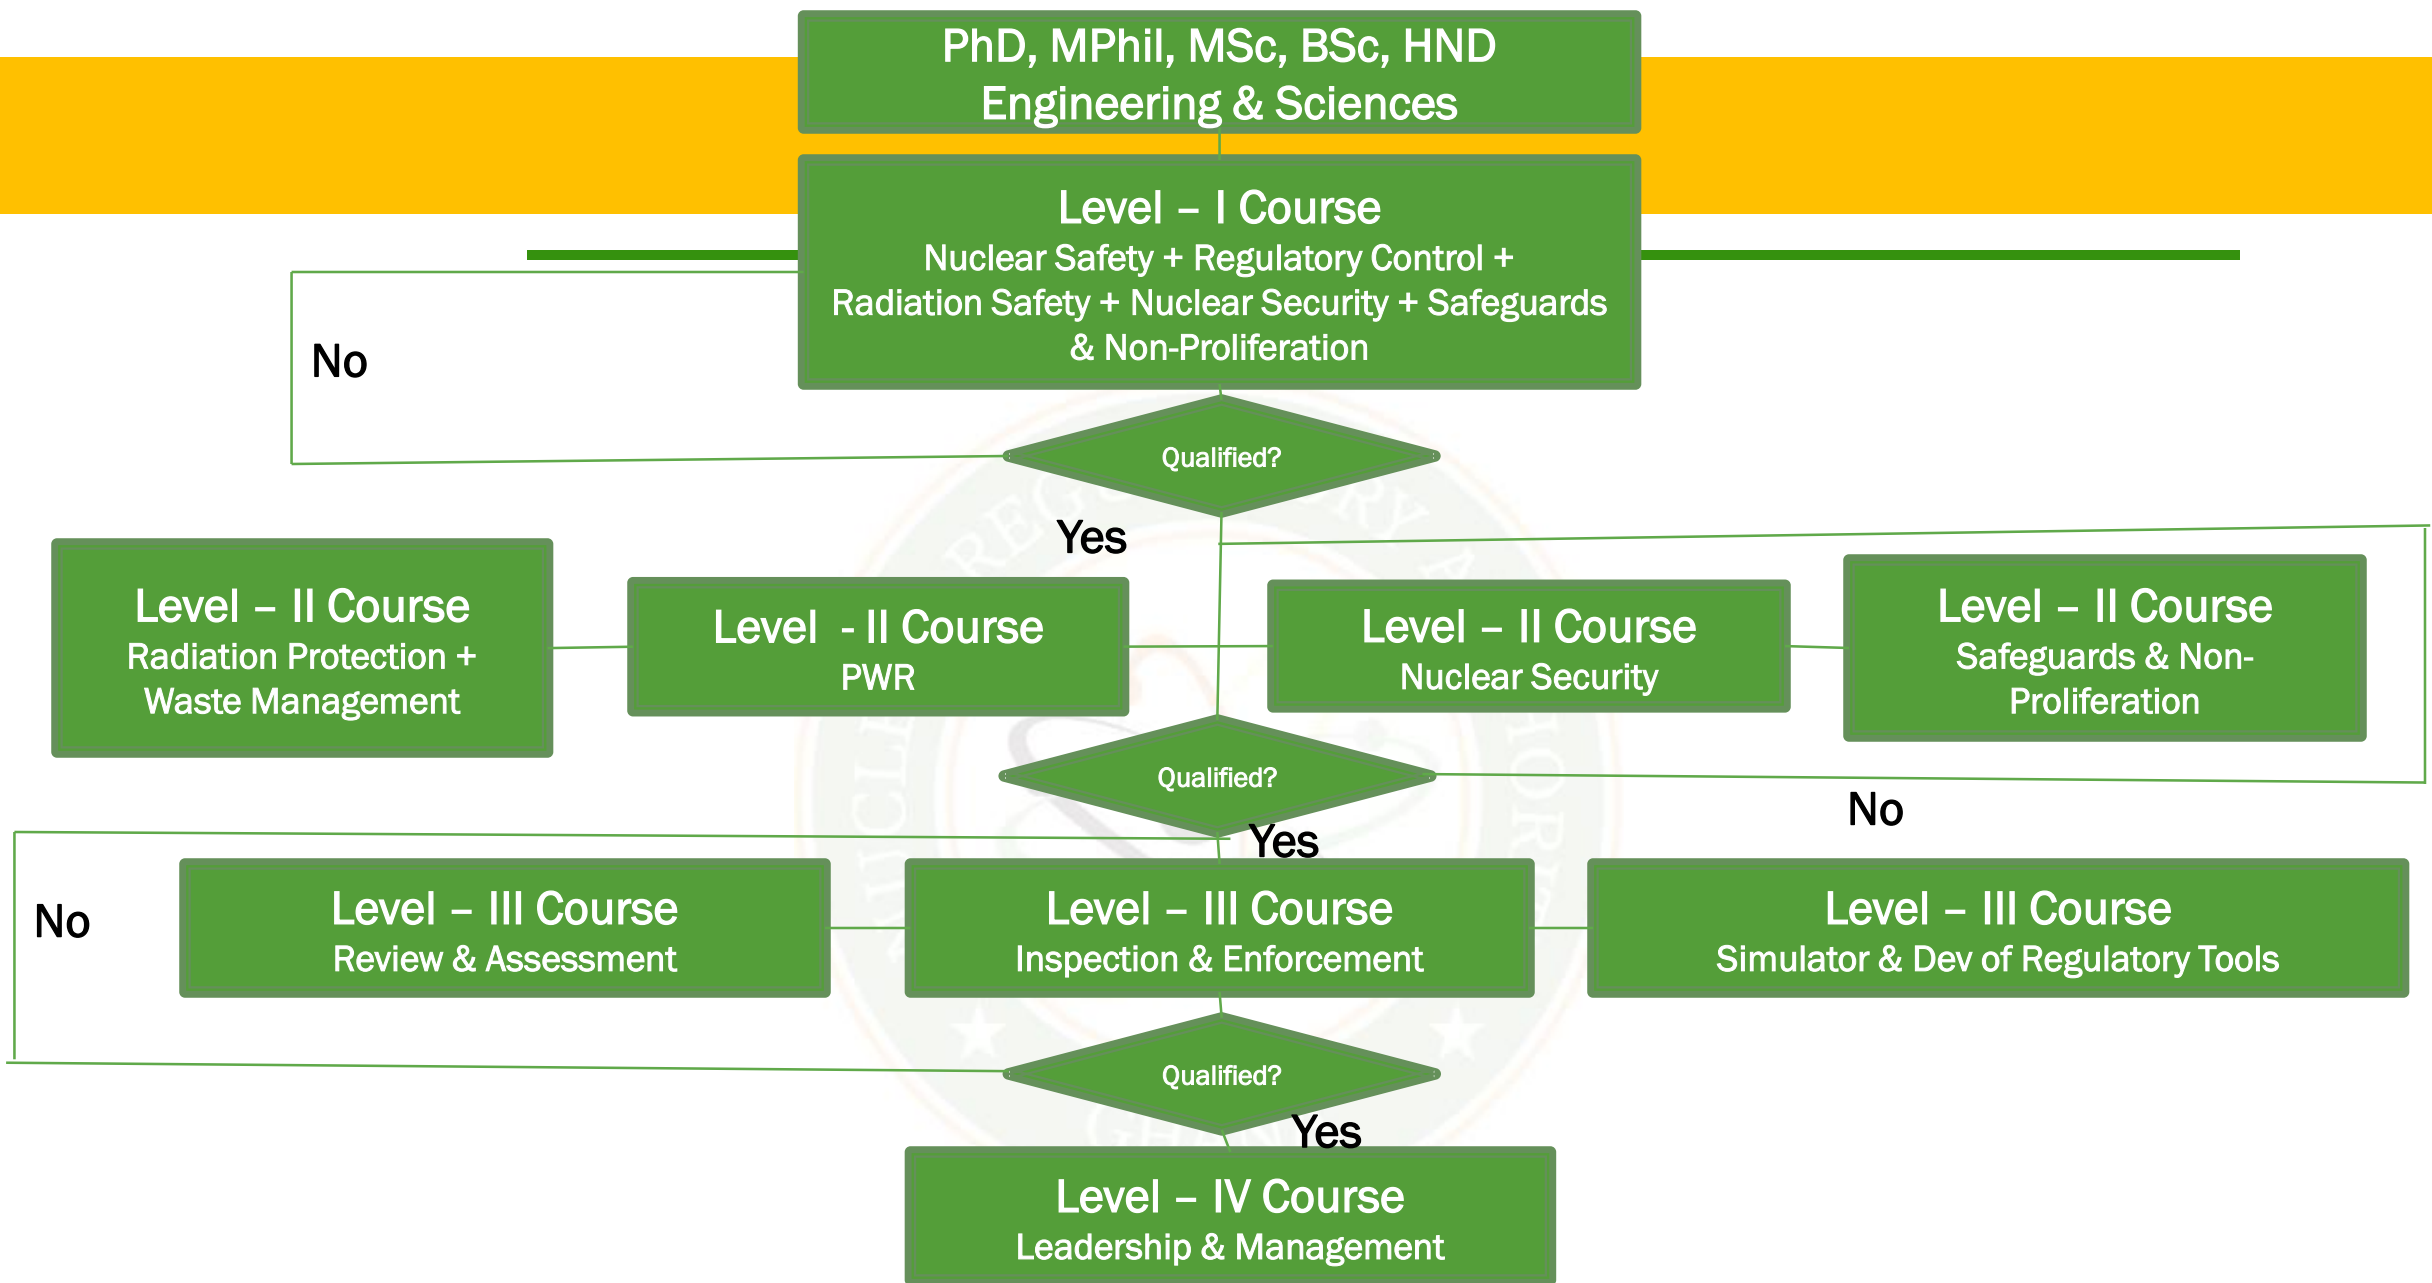 PhD, MPhil, MSc, BSc, HND
Engineering & Sciences
Level – I Course
Nuclear Safety + Regulatory Control +
Radiation Safety + Nuclear Security + Safeguards
& Non-Proliferation
No
Qualified?
Yes
Level – II Course
Radiation Protection +
Waste Management
Level - II Course
PWR
Level – II Course
Nuclear Security
Level – II Course
Safeguards & Non-
Proliferation
Qualified?
No
Yes
No
Level – III Course
Review & Assessment
Level – III Course
Inspection & Enforcement
Level – III Course
Simulator & Dev of Regulatory Tools
Qualified?
Yes
Level – IV Course
Leadership & Management